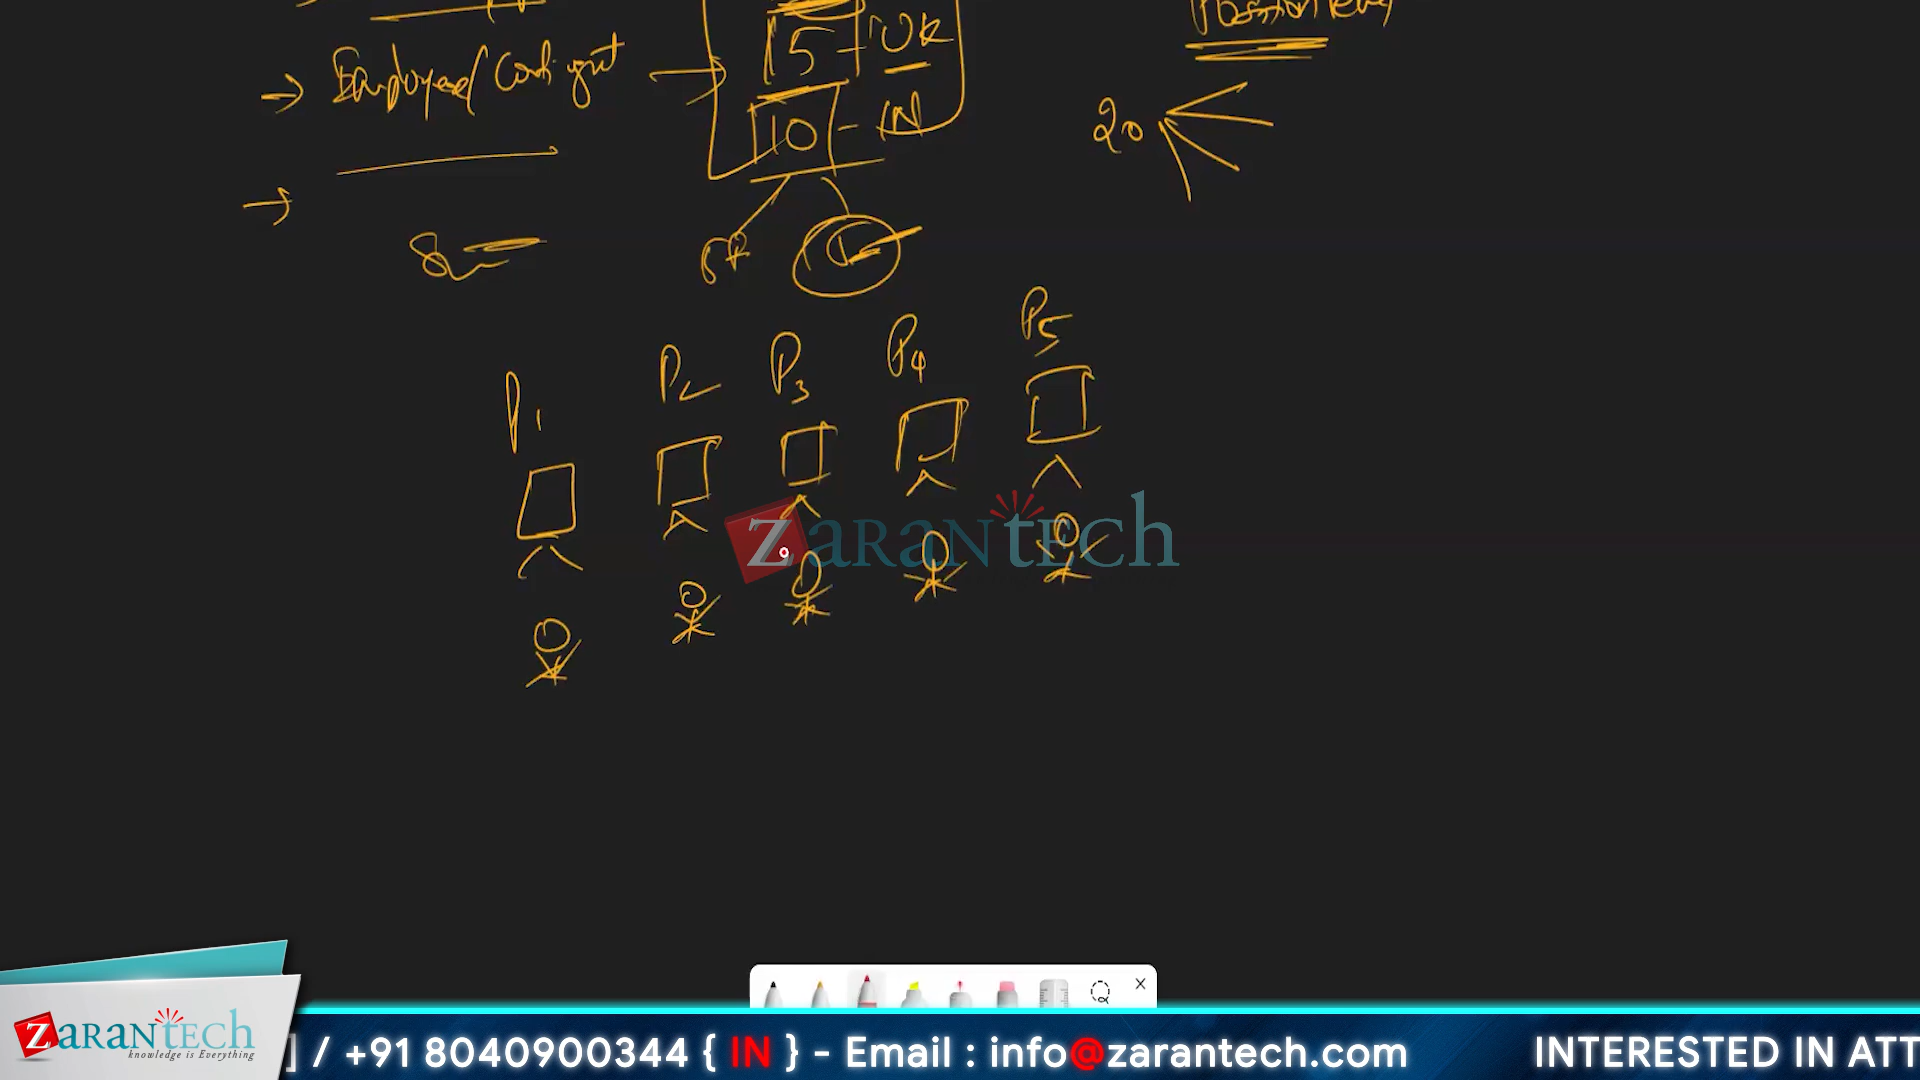 → Employee/Contingent → 15 - UK
10 - IN
20
→
P1 P2 P3 P4 P5
ZaranTech
ZaranTech
knowledge is Everything
] / +91 8040900344 { IN } - Email : info@zarantech.com INTERESTED IN ATT